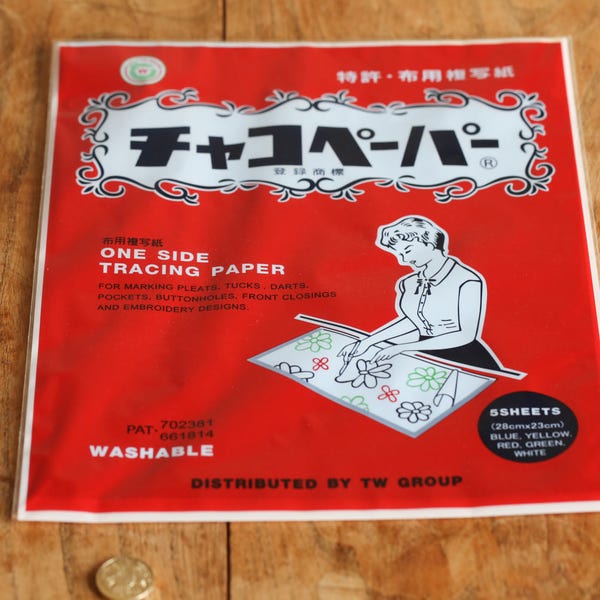 特許・布用複写紙
チャコペーパー®
登録商標
布用複写紙
ONE SIDE
TRACING PAPER
FOR MARKING PLEATS, TUCKS, DARTS,
POCKETS, BUTTONHOLES, FRONT CLOSINGS
AND EMBROIDERY DESIGNS.
PAT. 702381
661814
WASHABLE
5SHEETS
(28cmx23cm)
BLUE, YELLOW,
RED, GREEN,
WHITE
DISTRIBUTED BY TW GROUP